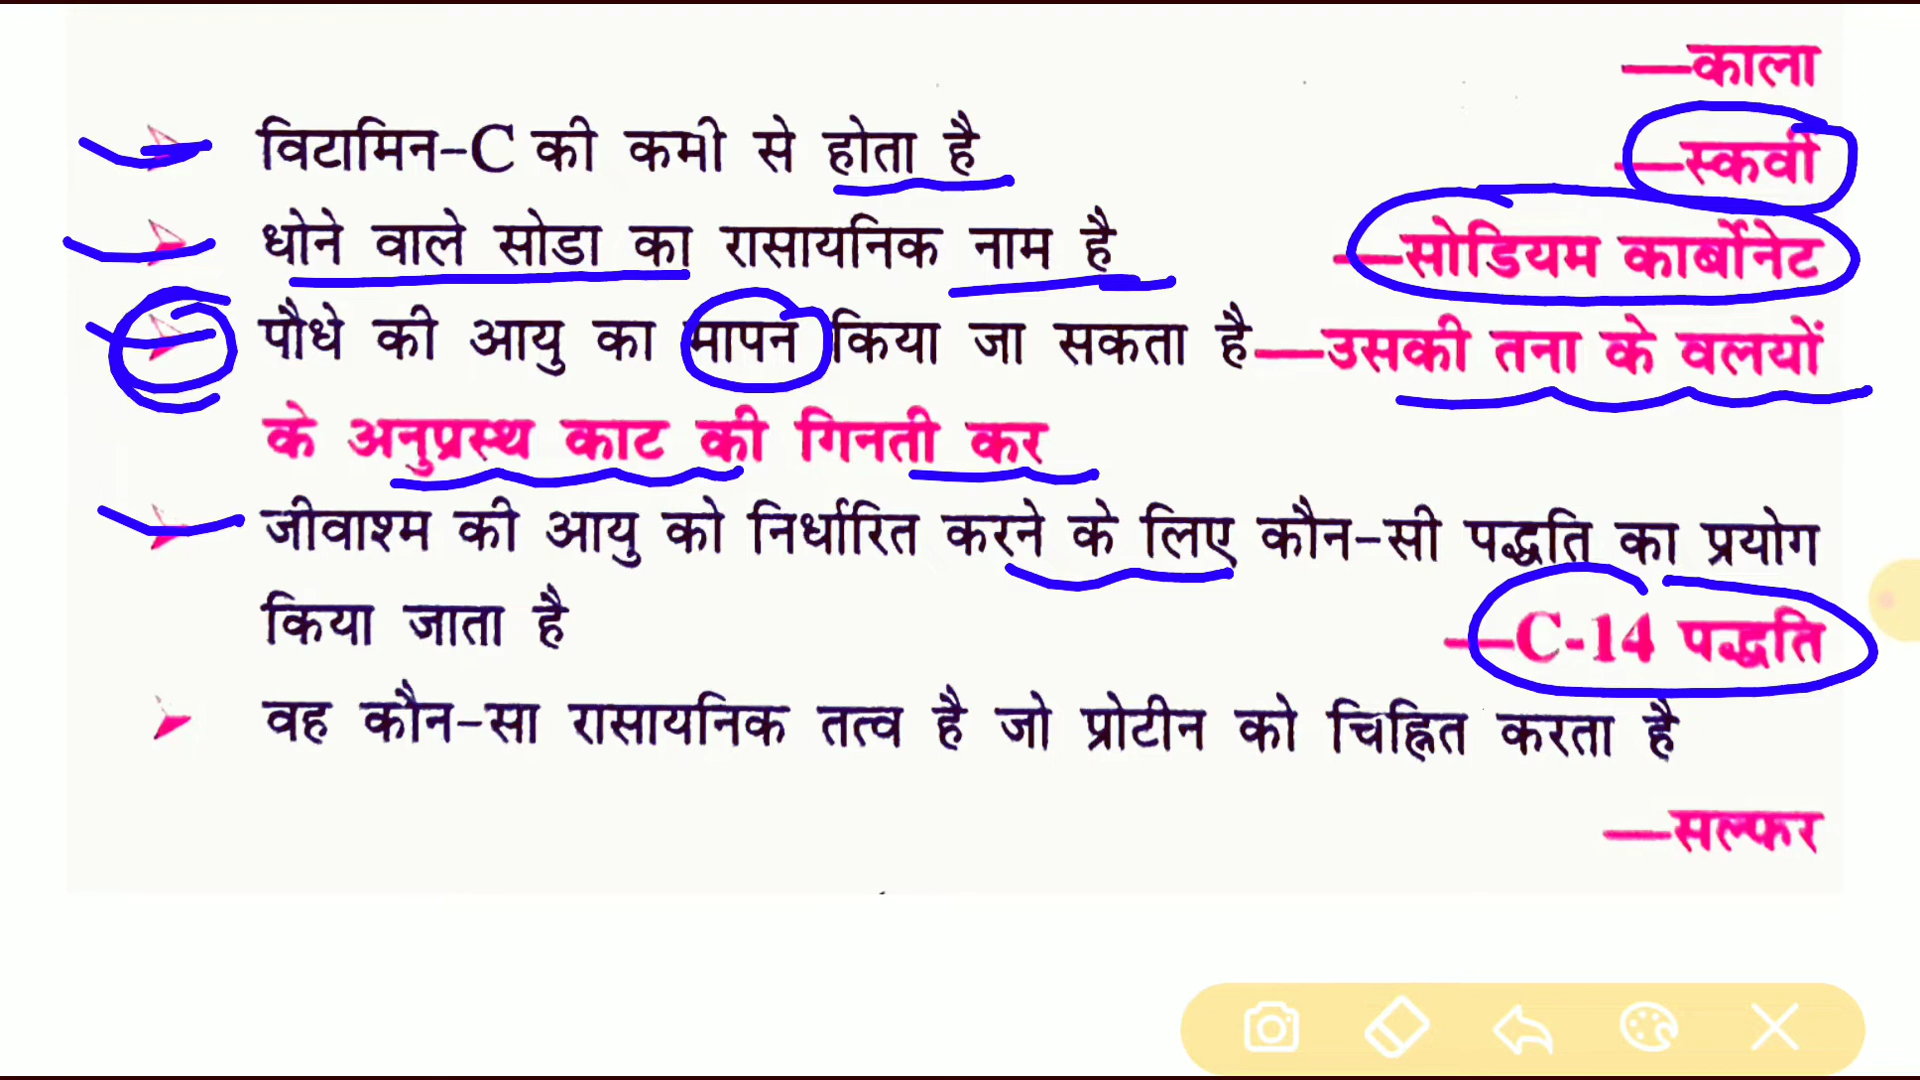 —काला
विटामिन–C की कमी से होता है —स्कर्वी
धोने वाले सोडा का रासायनिक नाम है —सोडियम कार्बोनेट
पौधे की आयु का मापन किया जा सकता है—उसकी तना के वलयों
के अनुप्रस्थ काट की गिनती कर
जीवाश्म की आयु को निर्धारित करने के लिए कौन–सी पद्धति का प्रयोग
किया जाता है —C-14 पद्धति
वह कौन–सा रासायनिक तत्व है जो प्रोटीन को चिह्नित करता है
—सल्फर